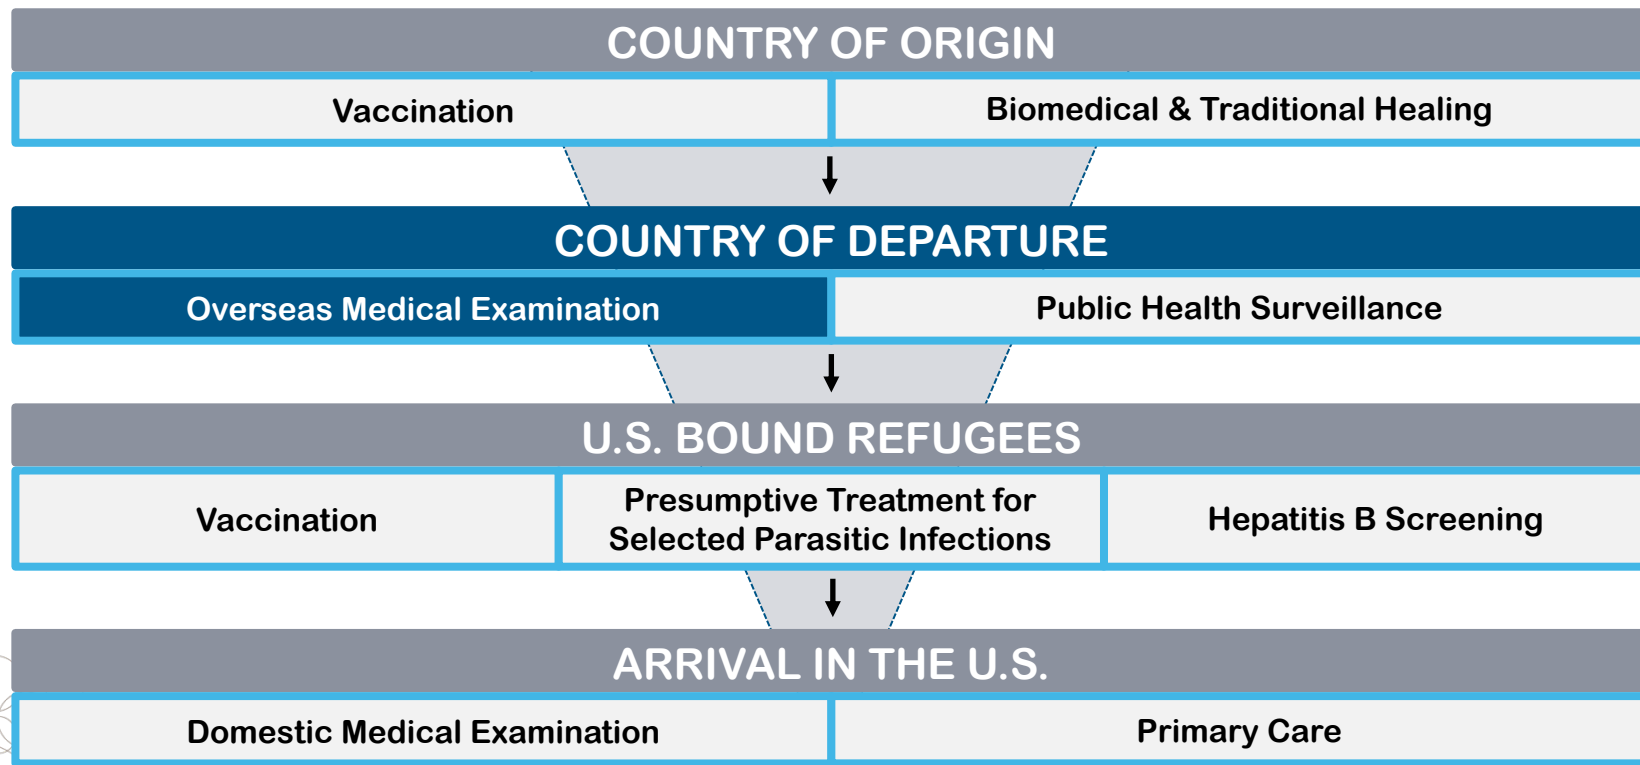 COUNTRY OF ORIGIN
Vaccination
Biomedical & Traditional Healing
COUNTRY OF DEPARTURE
Overseas Medical Examination
Public Health Surveillance
U.S. BOUND REFUGEES
Vaccination
Presumptive Treatment for
Selected Parasitic Infections
Hepatitis B Screening
ARRIVAL IN THE U.S.
Domestic Medical Examination
Primary Care